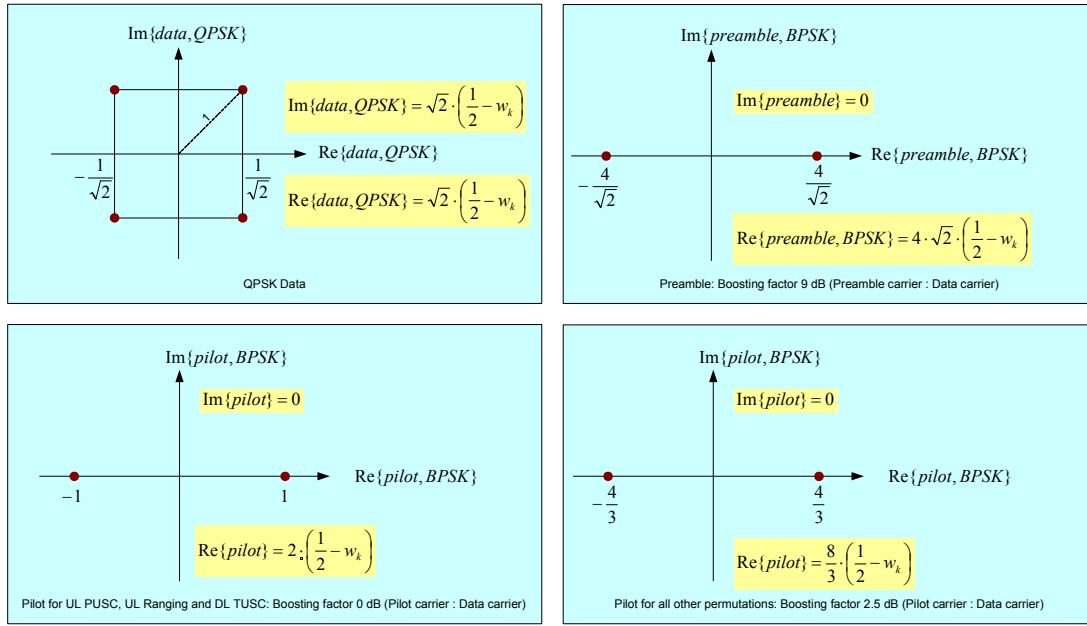 Im{data,QPSK}
1
Im{data,QPSK} = √2 · (1/2 − w_k)
Re{data,QPSK}
−1/√2
1/√2
Re{data,QPSK} = √2 · (1/2 − w_k)
QPSK Data
Im{preamble,BPSK}
Im{preamble} = 0
Re{preamble,BPSK}
−4/√2
4/√2
Re{preamble,BPSK} = 4 · √2 · (1/2 − w_k)
Preamble: Boosting factor 9 dB (Preamble carrier : Data carrier)
Im{pilot,BPSK}
Im{pilot} = 0
Re{pilot,BPSK}
−1
1
Re{pilot} = 2 · (1/2 − w_k)
Pilot for UL PUSC, UL Ranging and DL TUSC: Boosting factor 0 dB (Pilot carrier : Data carrier)
Im{pilot,BPSK}
Im{pilot} = 0
Re{pilot,BPSK}
−4/3
4/3
Re{pilot} = 8/3 · (1/2 − w_k)
Pilot for all other permutations: Boosting factor 2.5 dB (Pilot carrier : Data carrier)